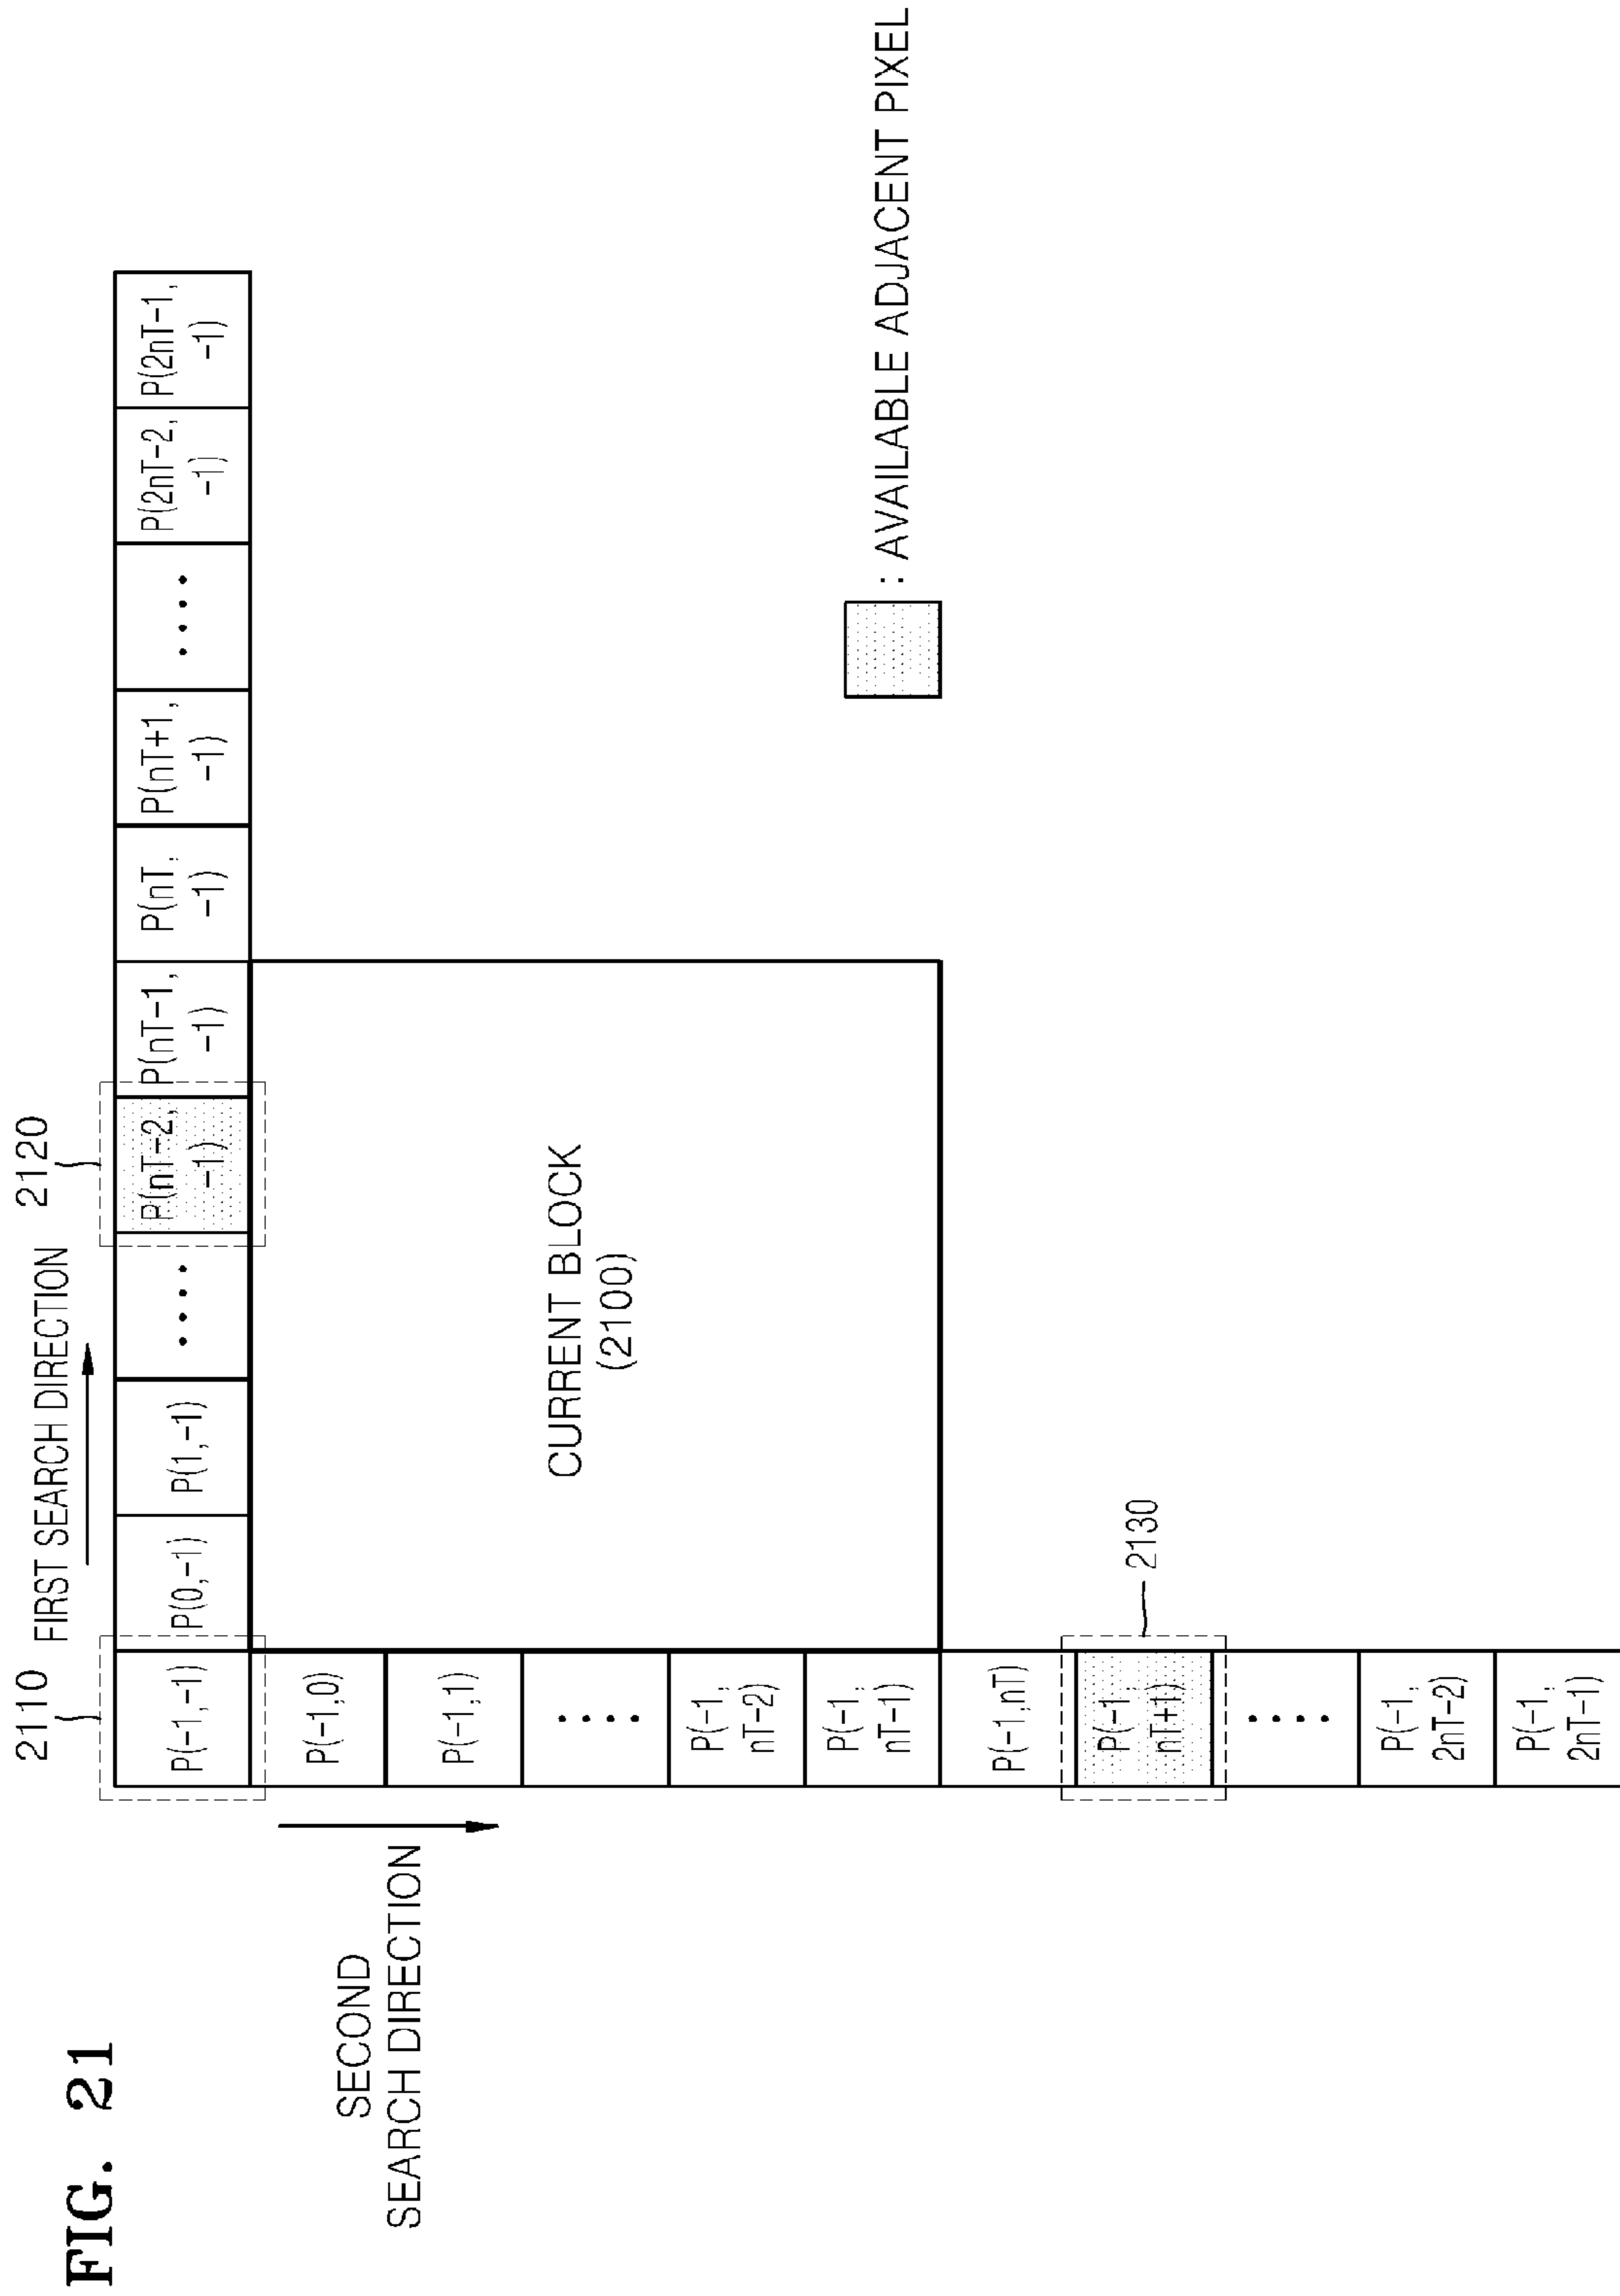 FIG. 21
2110
FIRST SEARCH DIRECTION
2120
P(-1,-1)
P(0,-1)
P(1,-1)
....
P(nT-2,
-1)
P(nT-1,
-1)
P(nT,
-1)
P(nT+1,
-1)
....
P(2nT-2,
-1)
P(2nT-1,
-1)
SECOND
SEARCH DIRECTION
P(-1,0)
P(-1,1)
....
P(-1,
nT-2)
P(-1,
nT-1)
P(-1,nT)
P(-1,
nT+1)
....
P(-1,
2nT-2)
P(-1,
2nT-1)
CURRENT BLOCK
(2100)
2130
: AVAILABLE ADJACENT PIXEL